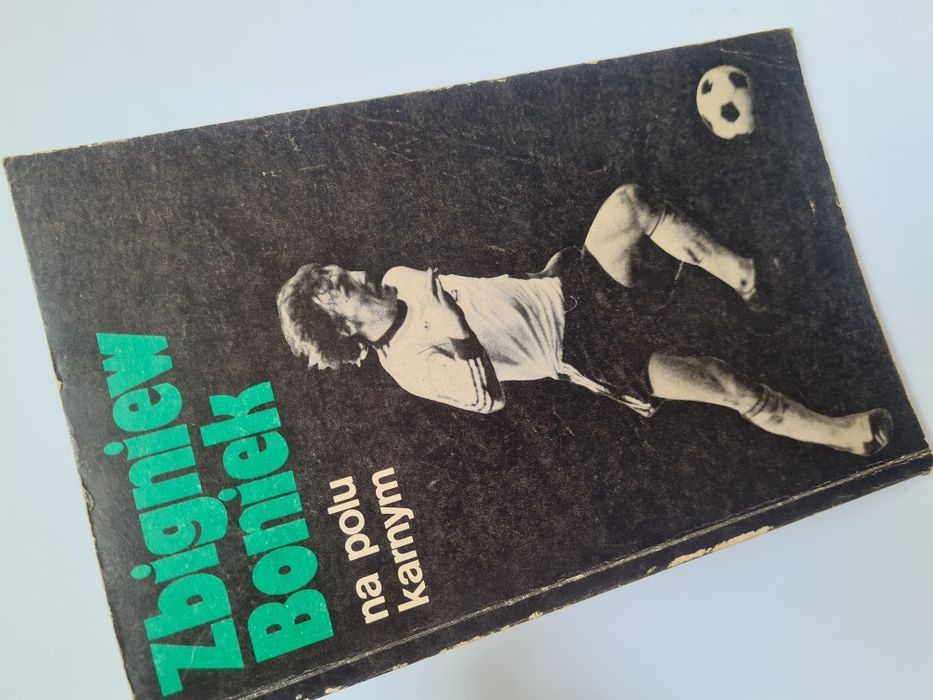 Zbigniew
Boniek
na polu
karnym